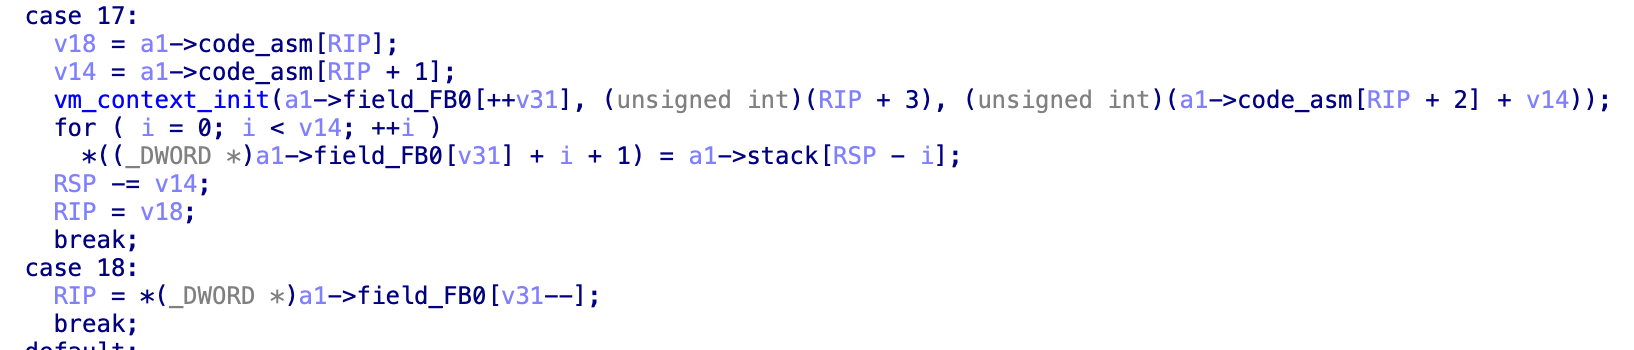 case 17:
v18 = a1->code_asm[RIP];
v14 = a1->code_asm[RIP + 1];
vm_context_init(a1->field_FB0[++v31], (unsigned int)(RIP + 3), (unsigned int)(a1->code_asm[RIP + 2] + v14));
for ( i = 0; i < v14; ++i )
*((_DWORD *)a1->field_FB0[v31] + i + 1) = a1->stack[RSP - i];
RSP -= v14;
RIP = v18;
break;
case 18:
RIP = *(_DWORD *)a1->field_FB0[v31--];
break;
default: